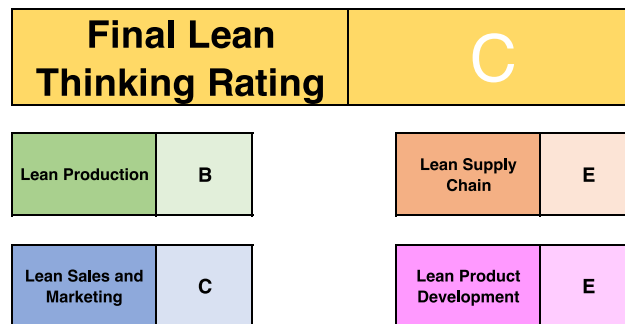 Final Lean
Thinking Rating
C
Lean Production
B
Lean Supply
Chain
E
Lean Sales and
Marketing
C
Lean Product
Development
E